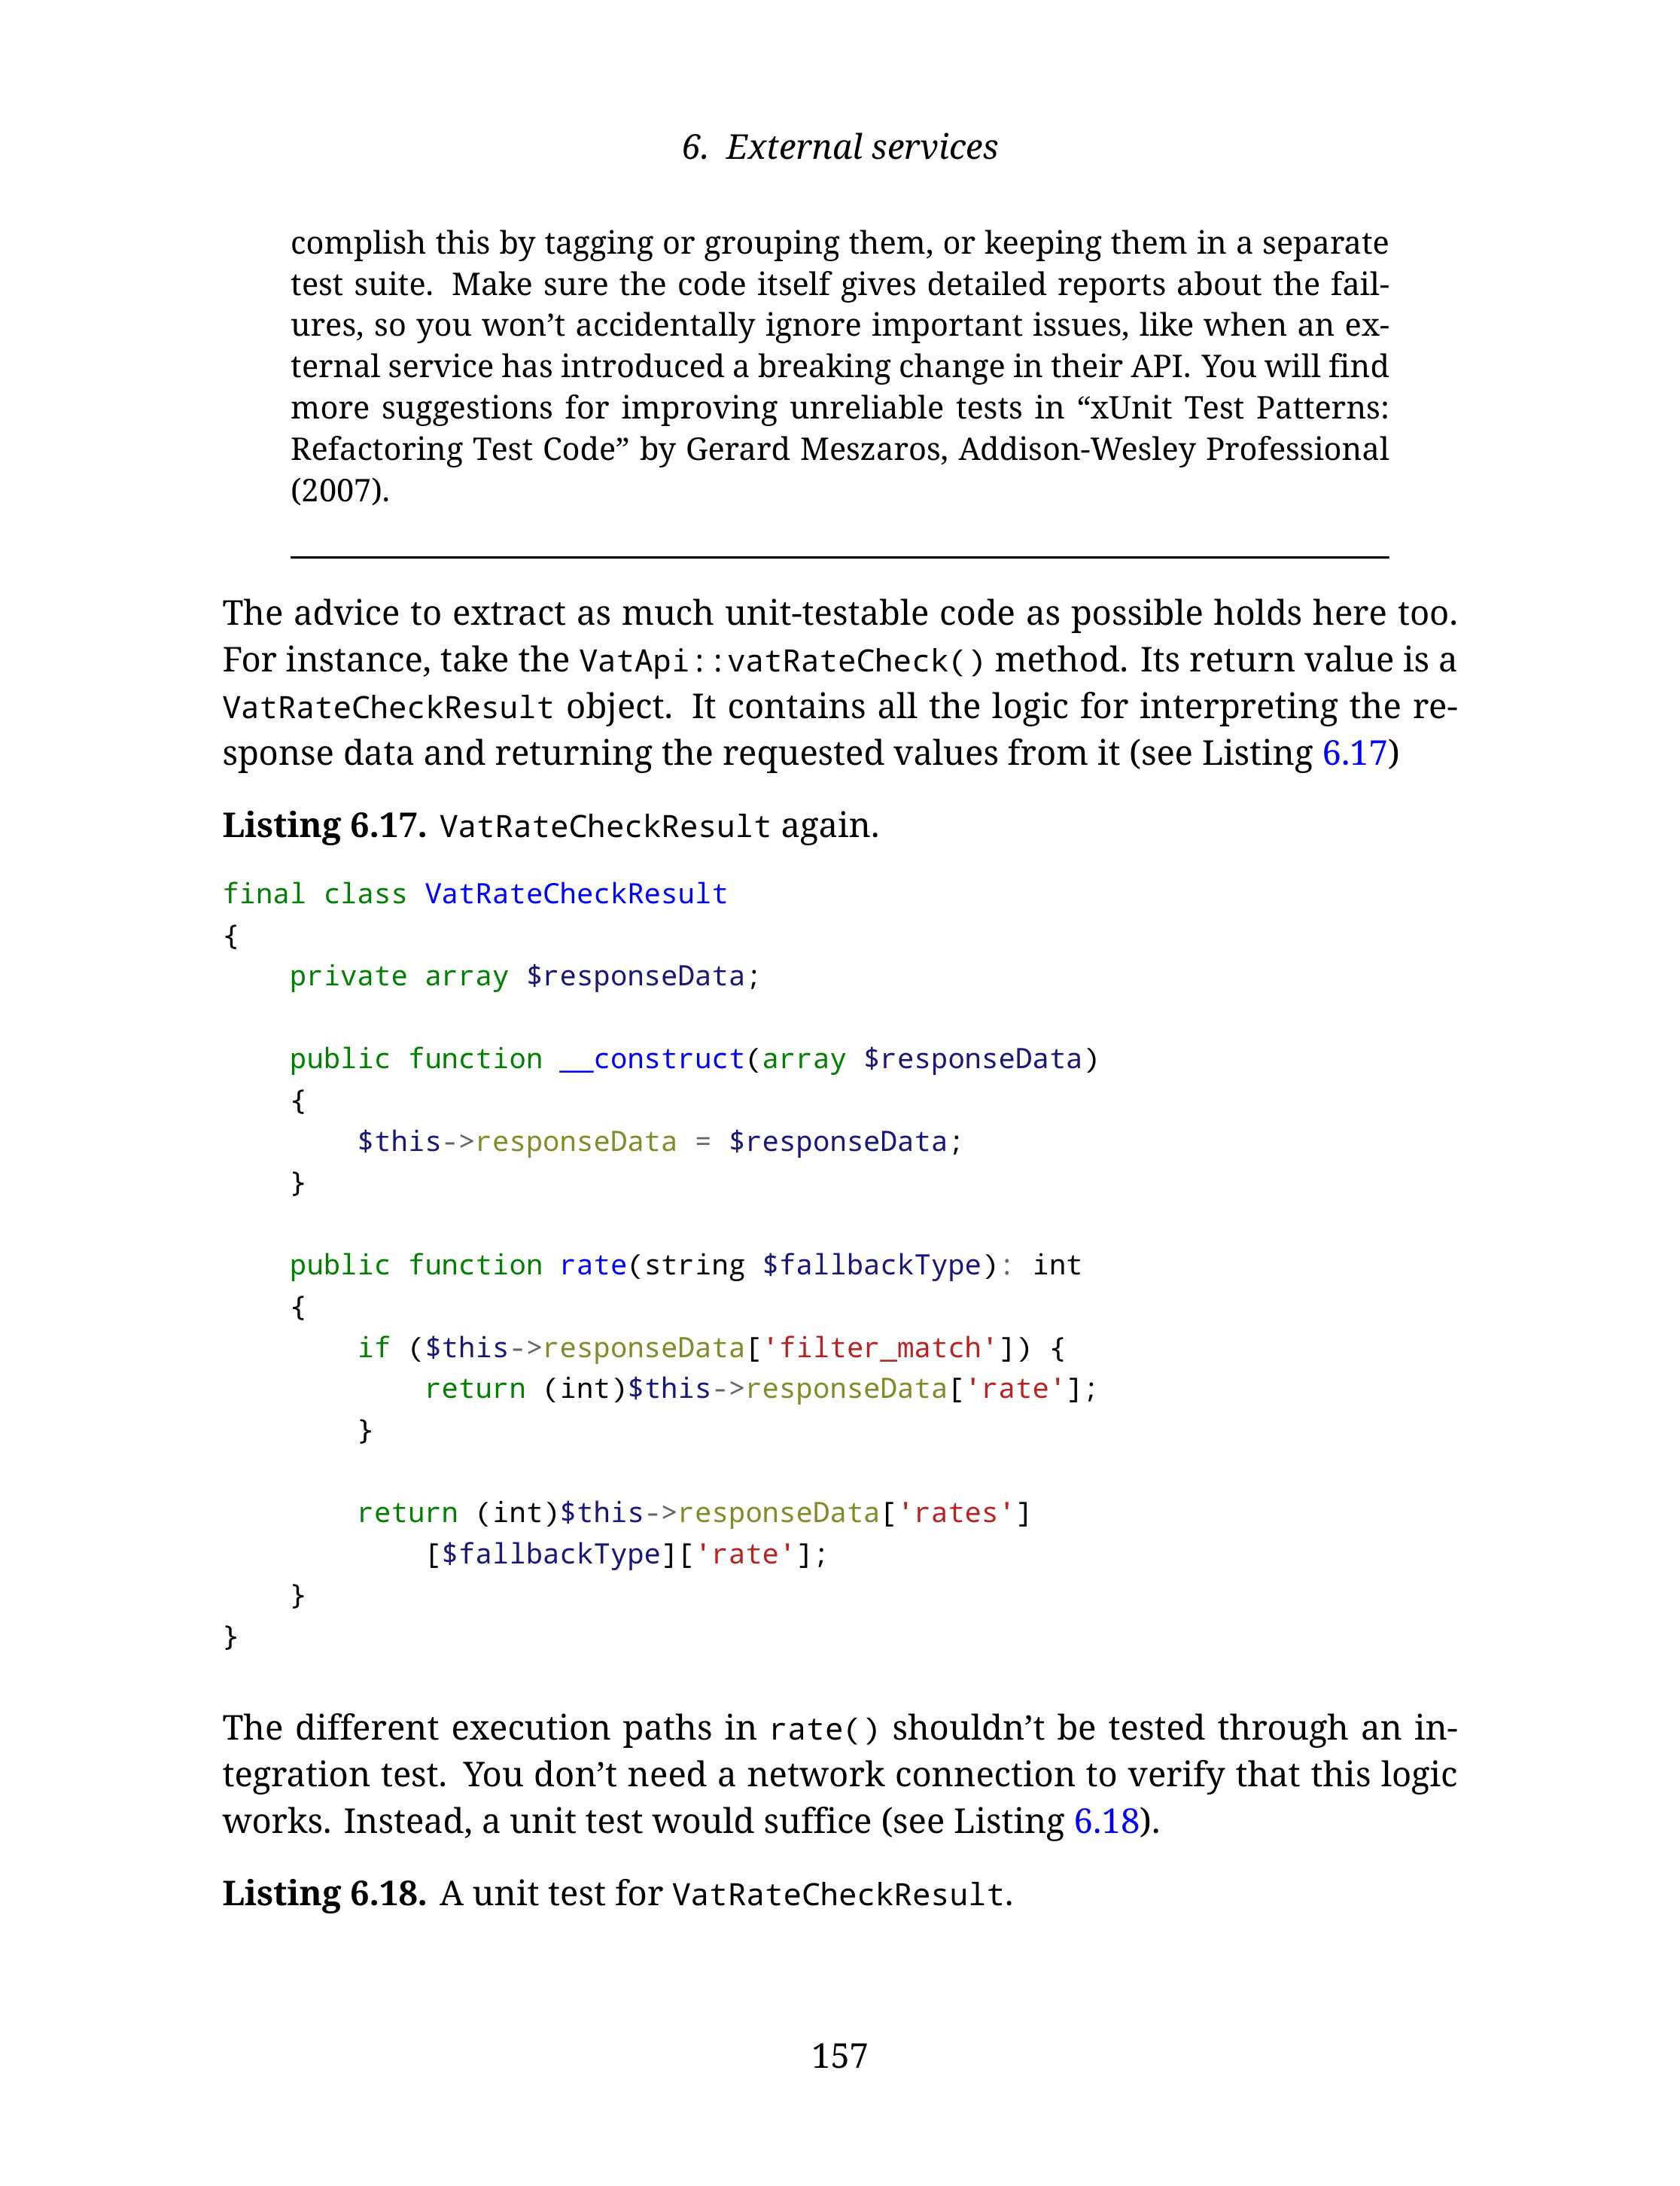 6. External services
complish this by tagging or grouping them, or keeping them in a separate
test suite. Make sure the code itself gives detailed reports about the fail-
ures, so you won’t accidentally ignore important issues, like when an ex-
ternal service has introduced a breaking change in their API. You will find
more suggestions for improving unreliable tests in “xUnit Test Patterns:
Refactoring Test Code” by Gerard Meszaros, Addison-Wesley Professional
(2007).
The advice to extract as much unit-testable code as possible holds here too.
For instance, take the VatApi::vatRateCheck() method. Its return value is a
VatRateCheckResult object. It contains all the logic for interpreting the re-
sponse data and returning the requested values from it (see Listing 6.17)
Listing 6.17. VatRateCheckResult again.
final class VatRateCheckResult
{
    private array $responseData;

    public function __construct(array $responseData)
    {
        $this->responseData = $responseData;
    }

    public function rate(string $fallbackType): int
    {
        if ($this->responseData['filter_match']) {
            return (int)$this->responseData['rate'];
        }

        return (int)$this->responseData['rates']
            [$fallbackType]['rate'];
    }
}
The different execution paths in rate() shouldn’t be tested through an in-
tegration test. You don’t need a network connection to verify that this logic
works. Instead, a unit test would suffice (see Listing 6.18).
Listing 6.18. A unit test for VatRateCheckResult.
157